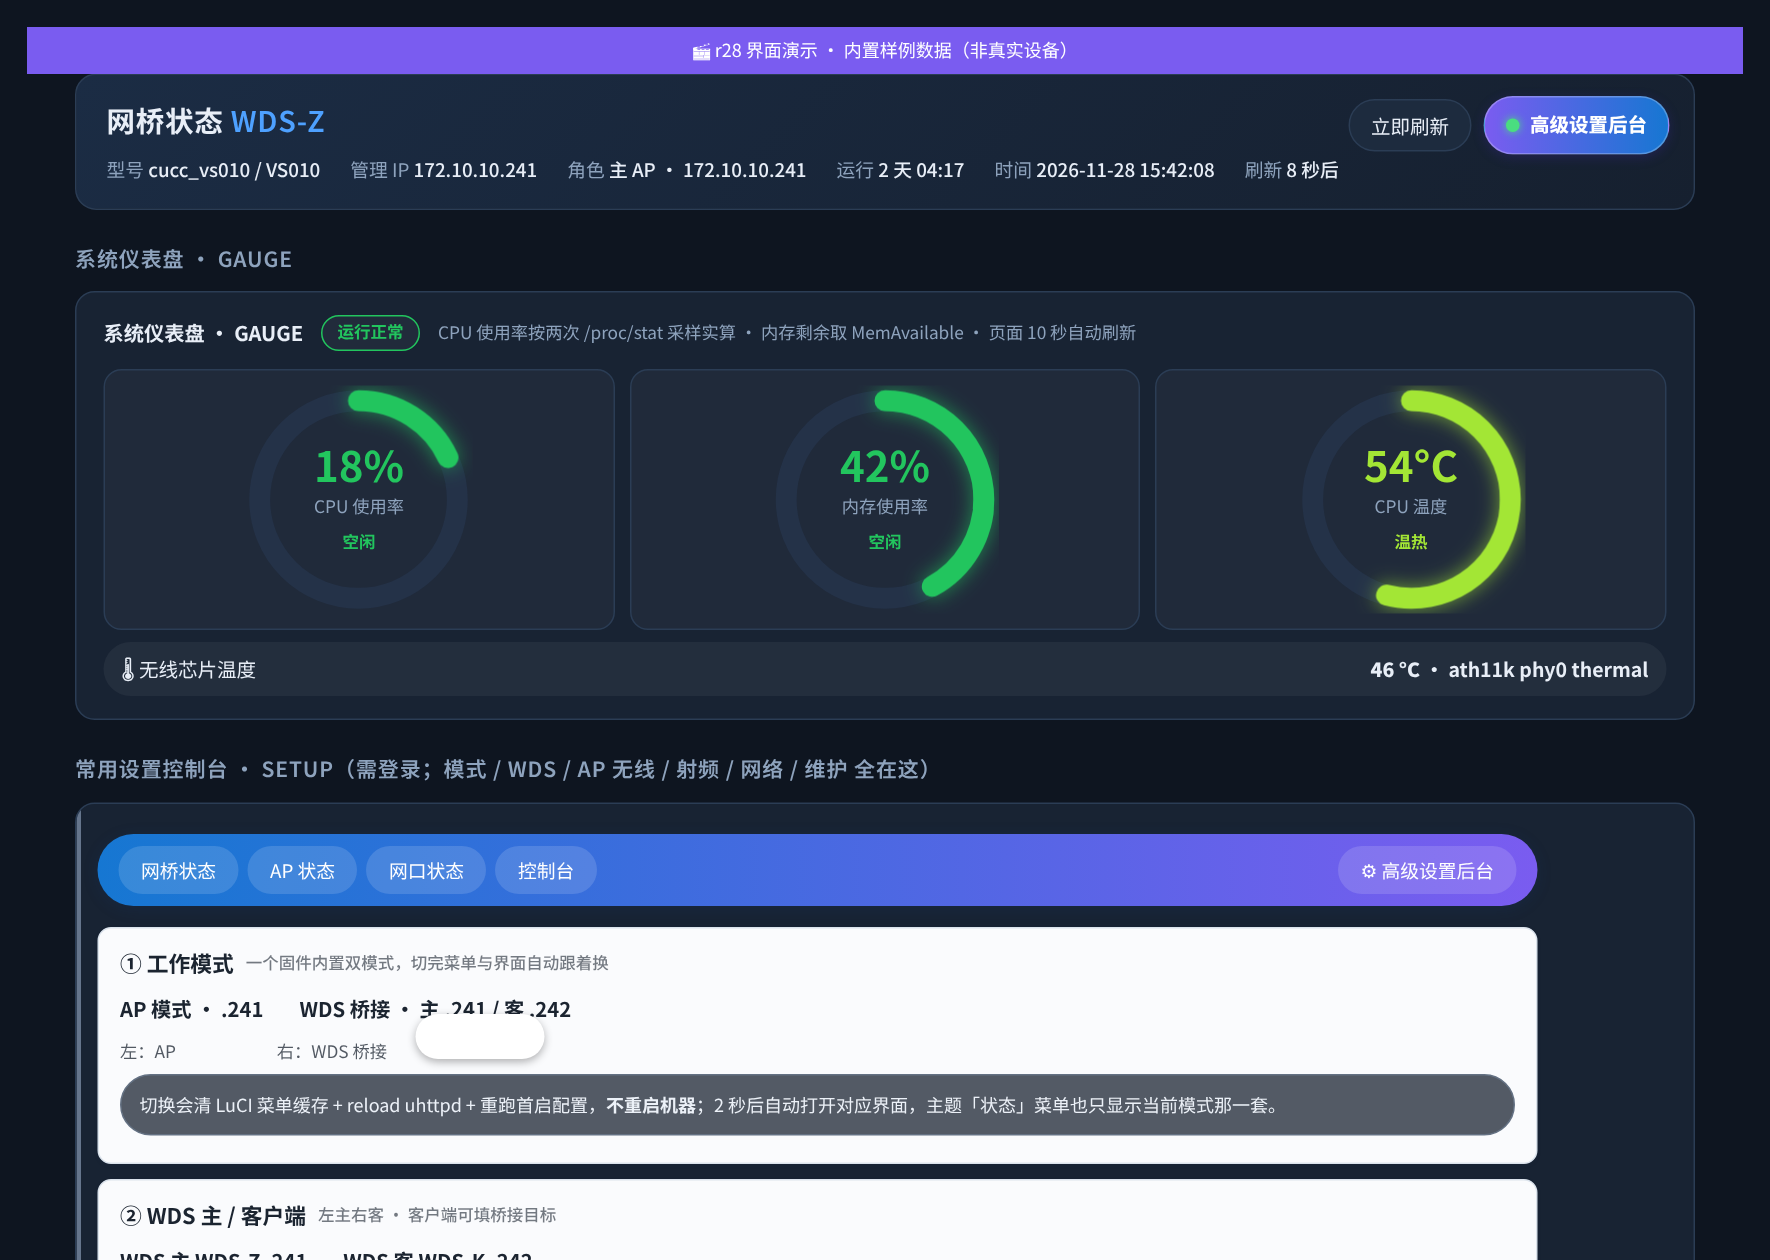 🎬 r28 界面演示 · 内置样例数据（非真实设备）
网桥状态 WDS-Z
立即刷新
高级设置后台
型号 cucc_vs010 / VS010 管理 IP 172.10.10.241 角色 主 AP · 172.10.10.241 运行 2 天 04:17 时间 2026-11-28 15:42:08 刷新 8 秒后
系统仪表盘 · GAUGE
系统仪表盘 · GAUGE 运行正常 CPU 使用率按两次 /proc/stat 采样实算 · 内存剩余取 MemAvailable · 页面 10 秒自动刷新
18%
CPU 使用率
空闲
42%
内存使用率
空闲
54°C
CPU 温度
温热
🌡无线芯片温度
46 °C · ath11k phy0 thermal
常用设置控制台 · SETUP（需登录；模式 / WDS / AP 无线 / 射频 / 网络 / 维护 全在这）
网桥状态 AP 状态 网口状态 控制台 ⚙ 高级设置后台
① 工作模式 一个固件内置双模式，切完菜单与界面自动跟着换
AP 模式 · .241 WDS 桥接 · 主 .241 / 客 .242
左：AP 右：WDS 桥接
切换会清 LuCI 菜单缓存 + reload uhttpd + 重跑首启配置，不重启机器；2 秒后自动打开对应界面，主题「状态」菜单也只显示当前模式那一套。
② WDS 主 / 客户端 左主右客 · 客户端可填桥接目标
WDS 主 WDS-Z .241 WDS 客 WDS-K .242